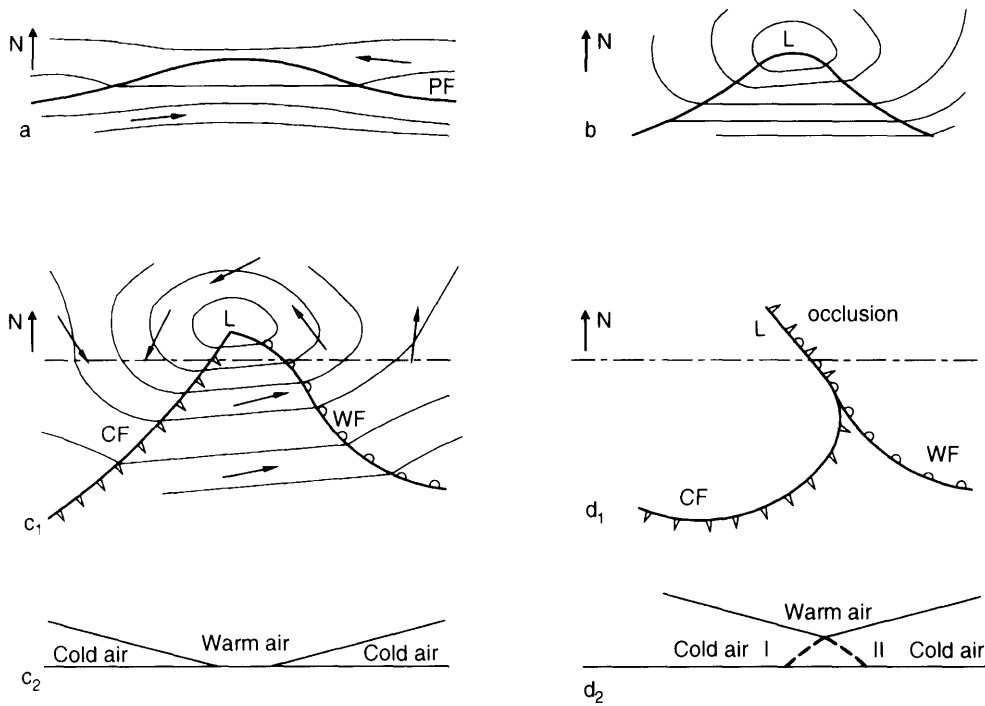 N
PF
a
N
L
b
N
L
CF
WF
c1
N
L
occlusion
CF
WF
d1
Cold air Warm air Cold air
c2
Warm air
Cold air I II Cold air
d2